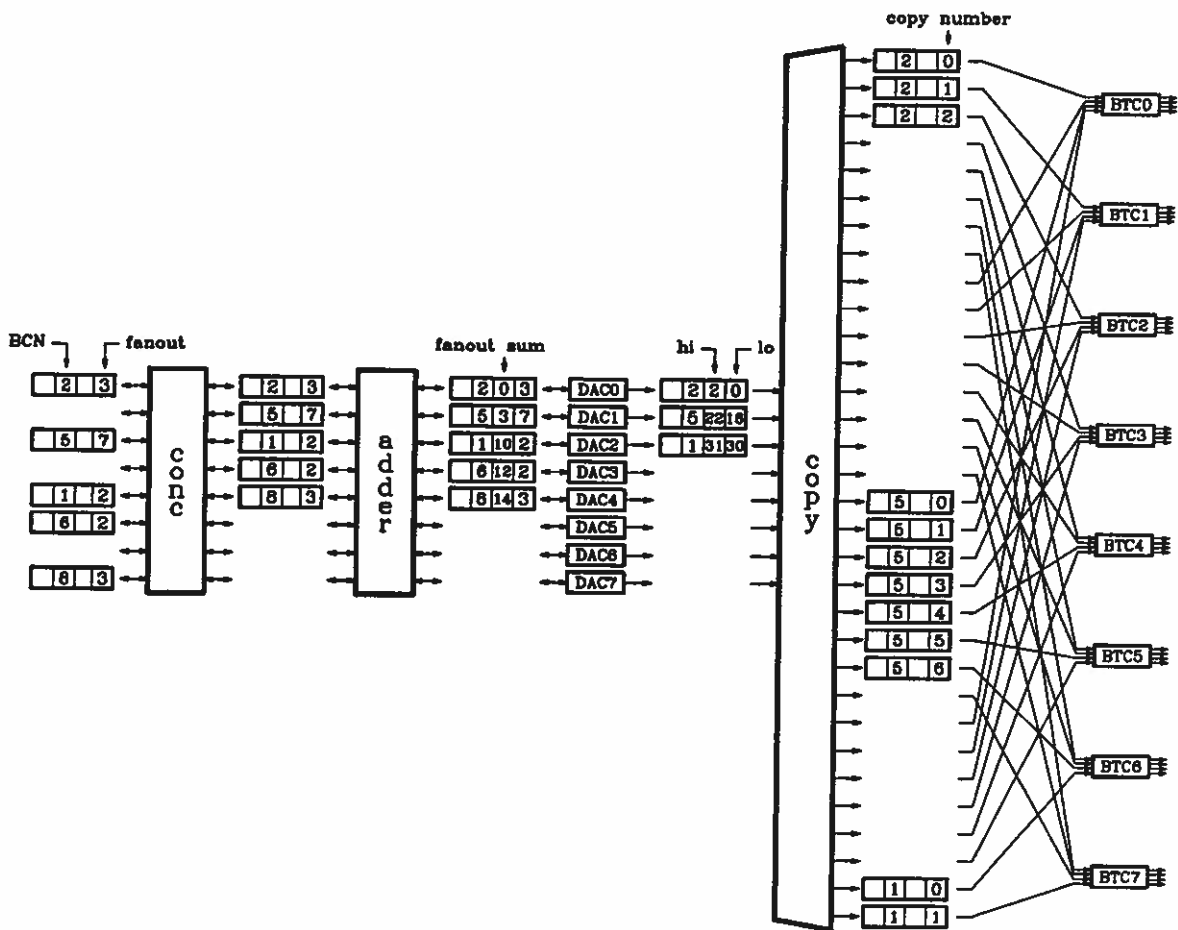 copy number
2 0
2 1
2 2
BTC0
BTC1
BTC2
BCN
fanout
fanout sum
hi
lo
2 3
5 7
1 2
6 2
8 3
conc
2 3
5 7
1 2
6 2
8 3
adder
2 0 3
5 3 7
1 10 2
6 12 2
8 14 3
DAC0
DAC1
DAC2
DAC3
DAC4
DAC5
DAC6
DAC7
2 2 0
5 22 16
1 31 30
copy
5 0
5 1
5 2
5 3
5 4
5 5
5 6
1 0
1 1
BTC3
BTC4
BTC5
BTC6
BTC7